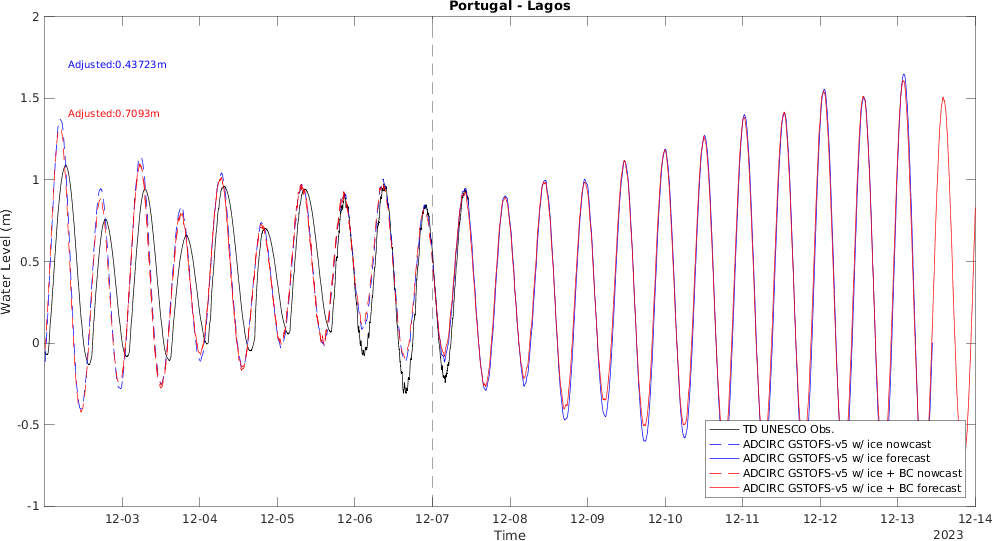 Portugal - Lagos
2
Adjusted:0.43723m
1.5
Adjusted:0.7093m
1
Water Level (m)
0.5
0
-0.5
-1
TD UNESCO Obs.
ADCIRC GSTOFS-v5 w/ ice nowcast
ADCIRC GSTOFS-v5 w/ ice forecast
ADCIRC GSTOFS-v5 w/ ice + BC nowcast
ADCIRC GSTOFS-v5 w/ ice + BC forecast
12-03 12-04 12-05 12-06 12-07 12-08 12-09 12-10 12-11 12-12 12-13 12-14
Time
2023